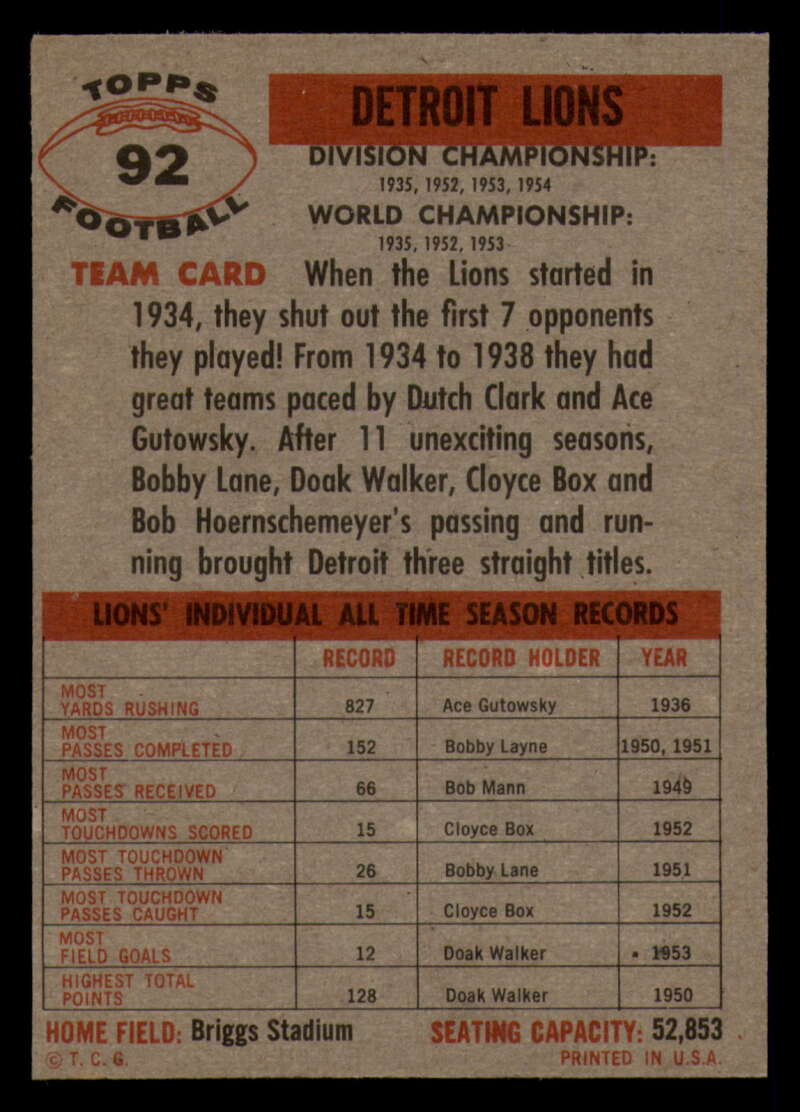 TOPPS
92
FOOTBALL
DETROIT LIONS
DIVISION CHAMPIONSHIP:
1935, 1952, 1953, 1954
WORLD CHAMPIONSHIP:
1935, 1952, 1953
TEAM CARD When the Lions started in
1934, they shut out the first 7 opponents
they played! From 1934 to 1938 they had
great teams paced by Dutch Clark and Ace
Gutowsky. After 11 unexciting seasons,
Bobby Lane, Doak Walker, Cloyce Box and
Bob Hoernschemeyer's passing and run-
ning brought Detroit three straight titles.
LIONS' INDIVIDUAL ALL TIME SEASON RECORDS
RECORD RECORD HOLDER YEAR
MOST
YARDS RUSHING 827 Ace Gutowsky 1936
MOST
PASSES COMPLETED 152 Bobby Layne 1950, 1951
MOST
PASSES RECEIVED 66 Bob Mann 1949
MOST
TOUCHDOWNS SCORED 15 Cloyce Box 1952
MOST TOUCHDOWN
PASSES THROWN 26 Bobby Lane 1951
MOST TOUCHDOWN
PASSES CAUGHT 15 Cloyce Box 1952
MOST
FIELD GOALS 12 Doak Walker 1953
HIGHEST TOTAL
POINTS 128 Doak Walker 1950
HOME FIELD: Briggs Stadium SEATING CAPACITY: 52,853
© T. C. G. PRINTED IN U.S.A.